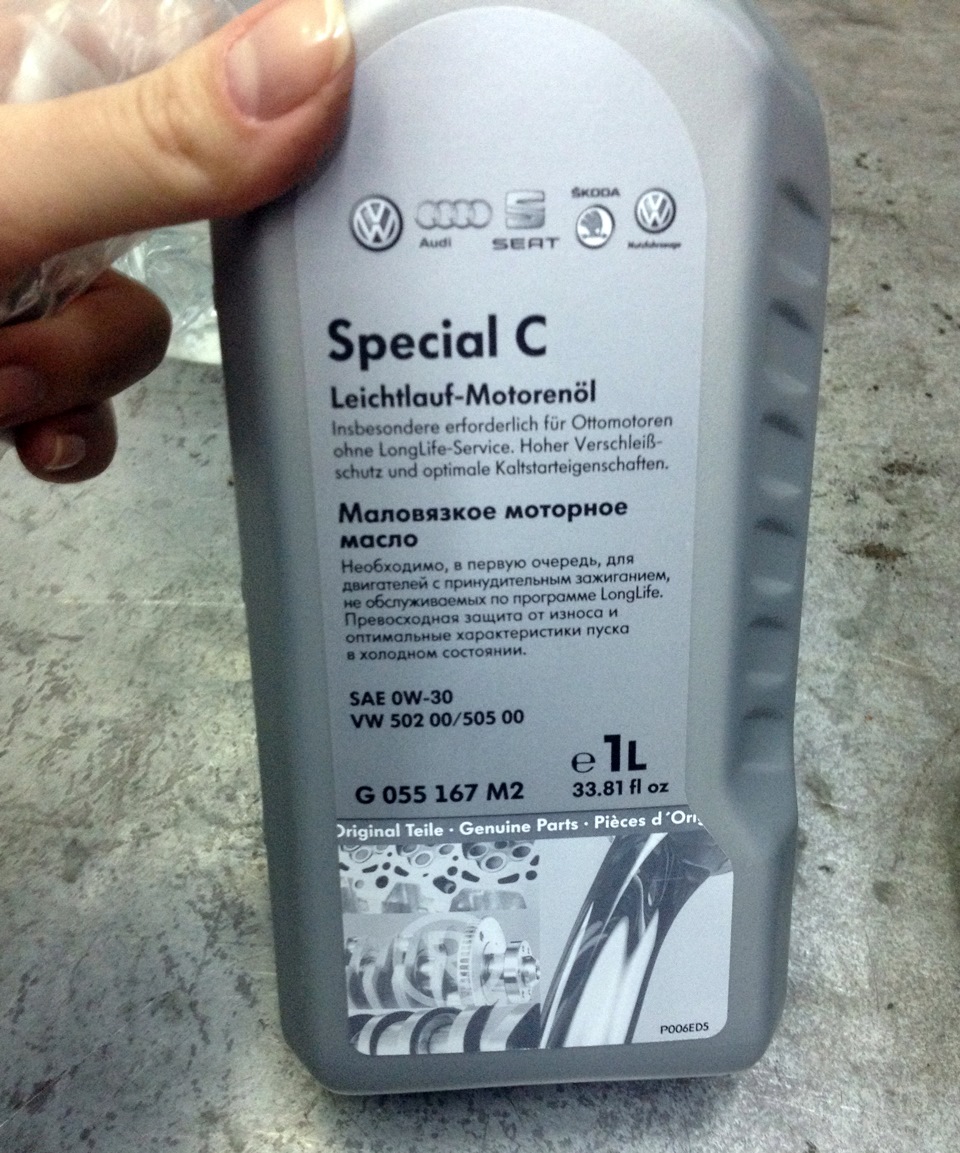 ŠKODA
Audi
SEAT
Nutzfahrzeuge
Special C
Leichtlauf-Motorenöl
Insbesondere erforderlich für Ottomotoren
ohne LongLife-Service. Hoher Verschleiß-
schutz und optimale Kaltstarteigenschaften.
Маловязкое моторное
масло
Необходимо, в первую очередь, для
двигателей с принудительным зажиганием,
не обслуживаемых по программе LongLife.
Превосходная защита от износа и
оптимальные характеристики пуска
в холодном состоянии.
SAE 0W-30
VW 502 00/505 00
e 1L
33.81 fl oz
G 055 167 M2
Original Teile · Genuine Parts · Pièces d´Orig
P006ED5